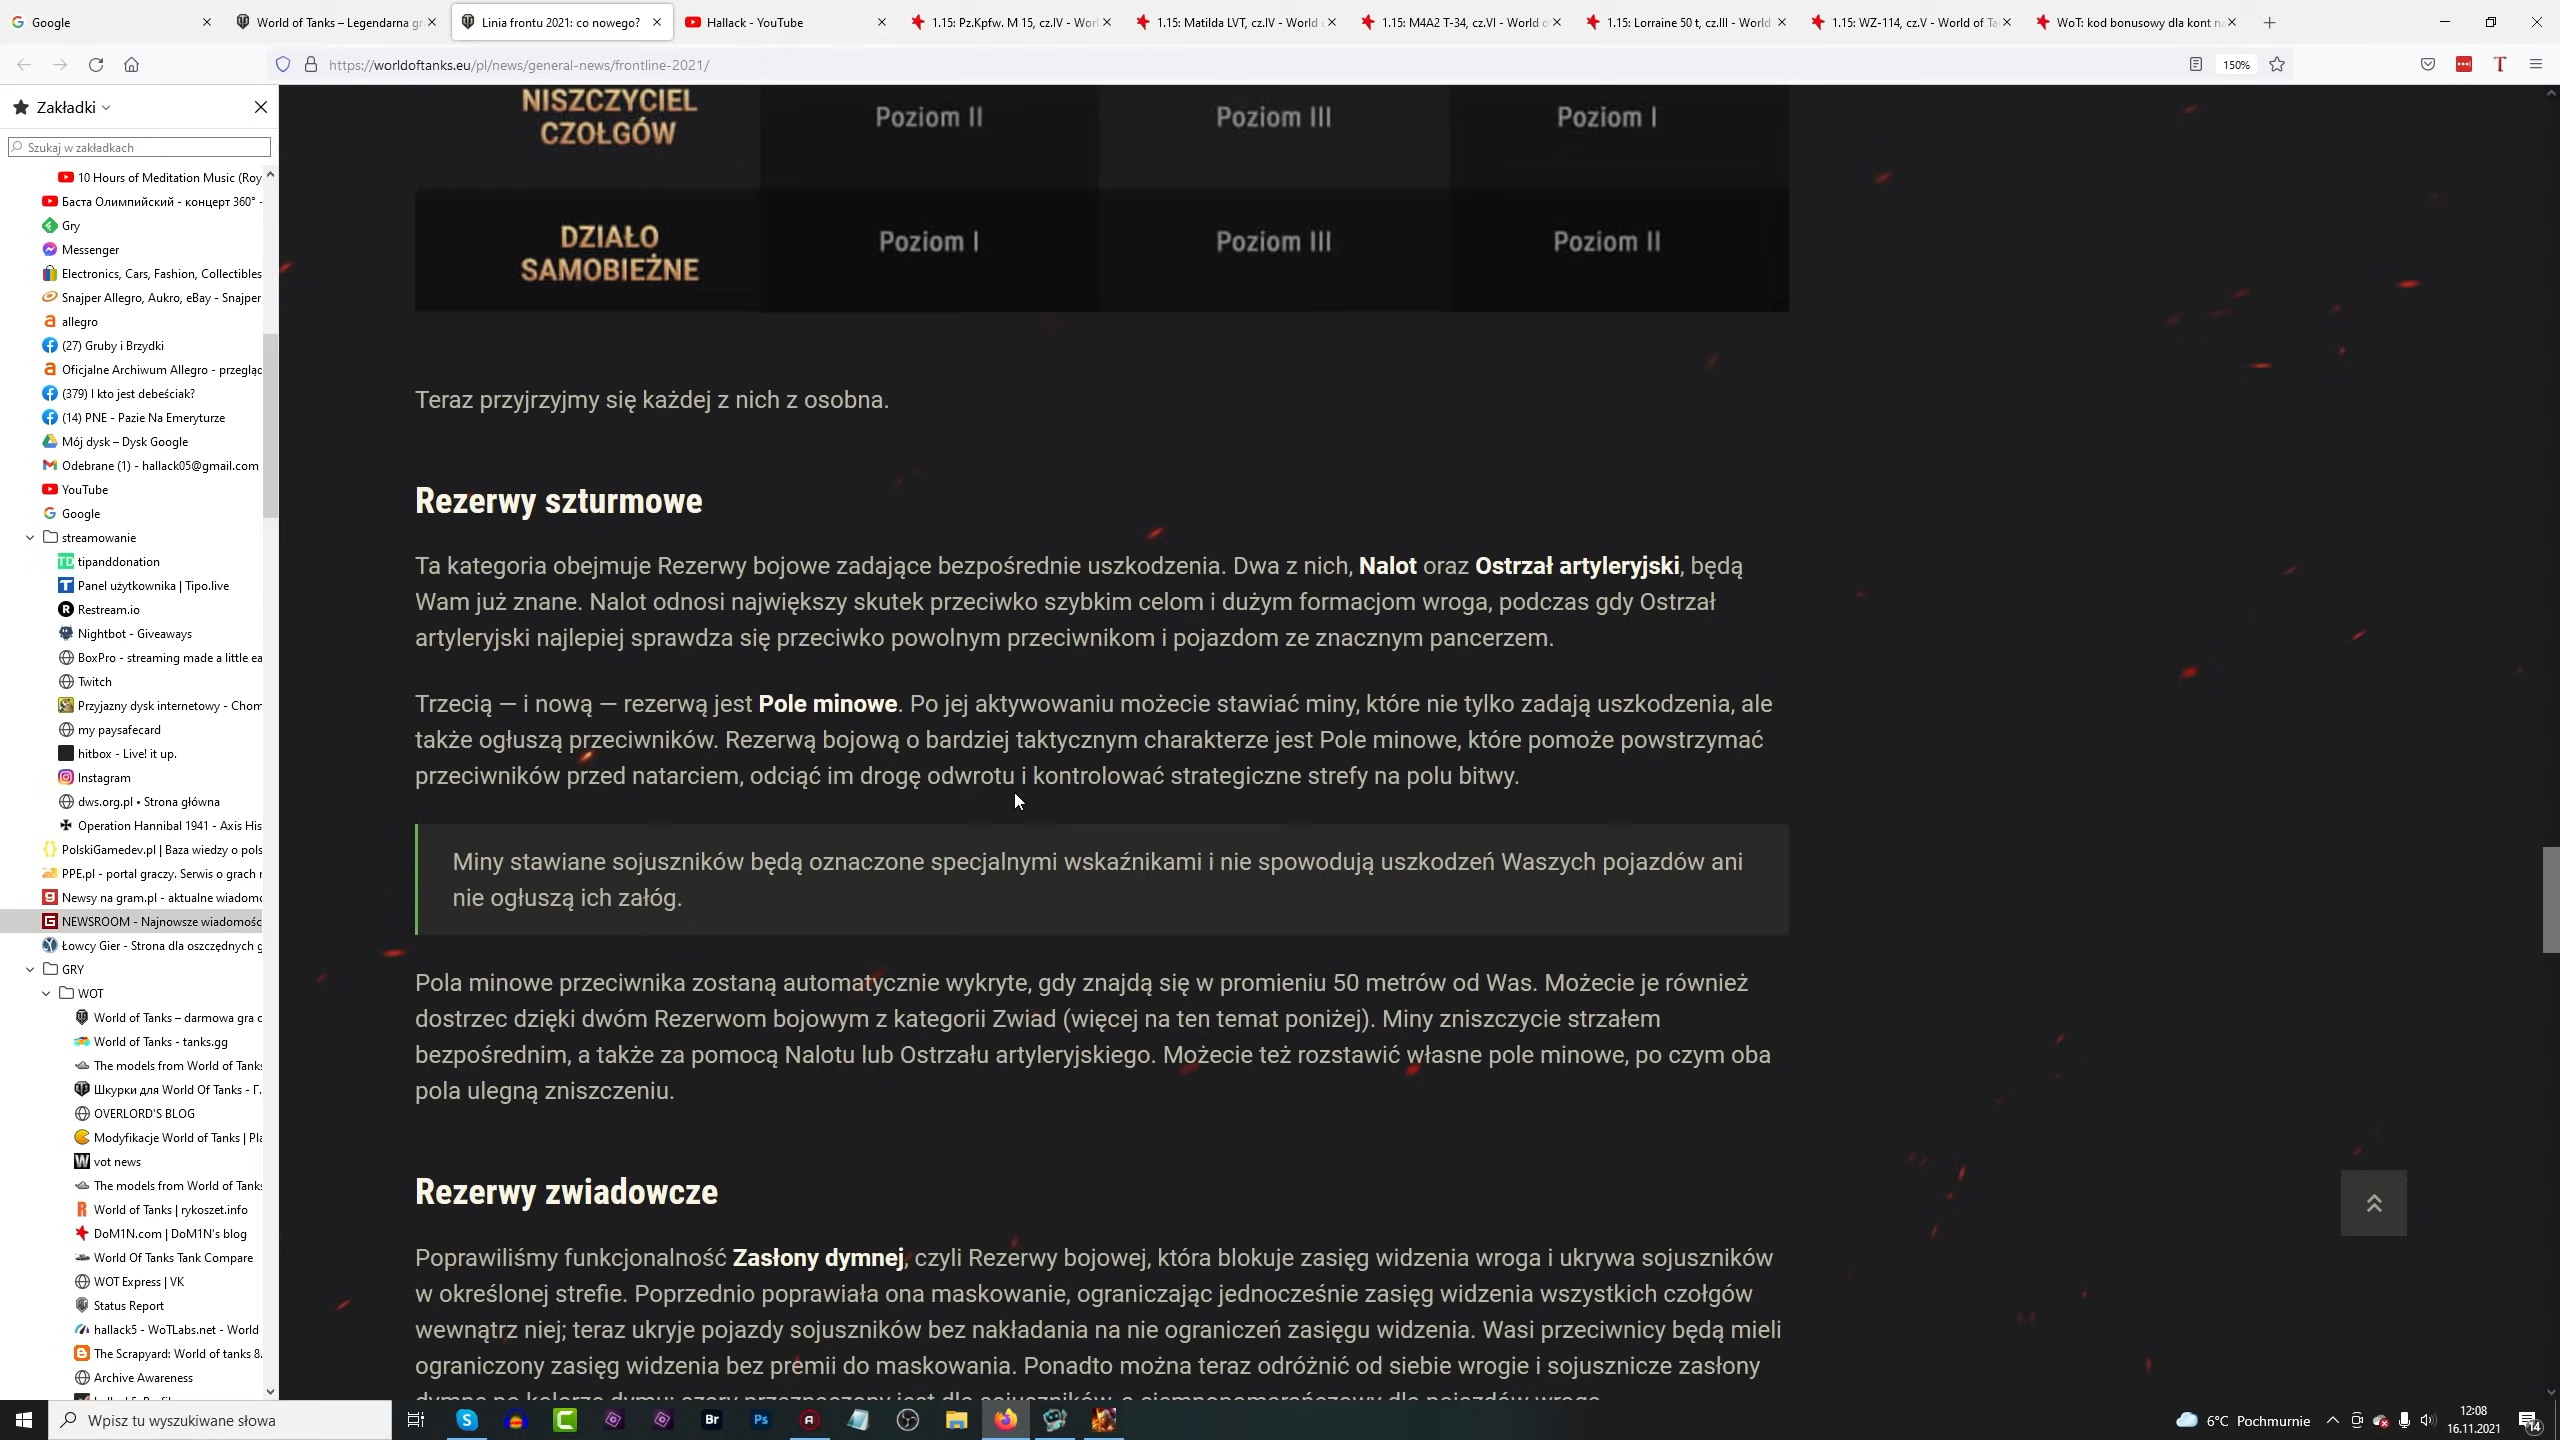 Google
World of Tanks – Legendarna gr
Linia frontu 2021: co nowego?
Hallack - YouTube
1.15: Pz.Kpfw. M 15, cz.IV - Worl
1.15: Matilda LVT, cz.IV - World o
1.15: M4A2 T-34, cz.VI - World o
1.15: Lorraine 50 t, cz.III - World
1.15: WZ-114, cz.V - World of Ta
WoT: kod bonusowy dla kont n
https://worldoftanks.eu/pl/news/general-news/frontline-2021/
150%
Zakładki
Szukaj w zakładkach
10 Hours of Meditation Music (Roy
Баста Олимпийский - концерт 360° -
Gry
Messenger
Electronics, Cars, Fashion, Collectibles
Snajper Allegro, Aukro, eBay - Snajper
allegro
(27) Gruby i Brzydki
Oficjalne Archiwum Allegro - przegląd
(379) I kto jest debeściak?
(14) PNE - Pazie Na Emeryturze
Mój dysk – Dysk Google
Odebrane (1) - hallack05@gmail.com
YouTube
Google
streamowanie
tipanddonation
Panel użytkownika | Tipo.live
Restream.io
Nightbot - Giveaways
BoxPro - streaming made a little ea
Twitch
Przyjazny dysk internetowy - Chom
my paysafecard
hitbox - Live! it up.
Instagram
dws.org.pl • Strona główna
Operation Hannibal 1941 - Axis His
PolskiGamedev.pl | Baza wiedzy o pols
PPE.pl - portal graczy. Serwis o grach
Newsy na gram.pl - aktualne wiadomo
NEWSROOM - Najnowsze wiadomośc
Łowcy Gier - Strona dla oszczędnych g
GRY
WOT
World of Tanks – darmowa gra
World of Tanks - tanks.gg
The models from World of Tanks
Шкурки для World Of Tanks - Г.
OVERLORD'S BLOG
Modyfikacje World of Tanks | Pla
vot news
The models from World of Tanks
World of Tanks | rykoszet.info
DoM1N.com | DoM1N's blog
World Of Tanks Tank Compare
WOT Express | VK
Status Report
hallack5 - WoTLabs.net - World
The Scrapyard: World of tanks 8.
Archive Awareness
NISZCZYCIEL
CZOŁGÓW
Poziom II
Poziom III
Poziom I
DZIAŁO
SAMOBIEŻNE
Poziom I
Poziom III
Poziom II
Teraz przyjrzyjmy się każdej z nich z osobna.
Rezerwy szturmowe
Ta kategoria obejmuje Rezerwy bojowe zadające bezpośrednie uszkodzenia. Dwa z nich, Nalot oraz Ostrzał artyleryjski, będą
Wam już znane. Nalot odnosi największy skutek przeciwko szybkim celom i dużym formacjom wroga, podczas gdy Ostrzał
artyleryjski najlepiej sprawdza się przeciwko powolnym przeciwnikom i pojazdom ze znacznym pancerzem.
Trzecią — i nową — rezerwą jest Pole minowe. Po jej aktywowaniu możecie stawiać miny, które nie tylko zadają uszkodzenia, ale
także ogłuszą przeciwników. Rezerwą bojową o bardziej taktycznym charakterze jest Pole minowe, które pomoże powstrzymać
przeciwników przed natarciem, odciąć im drogę odwrotu i kontrolować strategiczne strefy na polu bitwy.
Miny stawiane sojuszników będą oznaczone specjalnymi wskaźnikami i nie spowodują uszkodzeń Waszych pojazdów ani
nie ogłuszą ich załóg.
Pola minowe przeciwnika zostaną automatycznie wykryte, gdy znajdą się w promieniu 50 metrów od Was. Możecie je również
dostrzec dzięki dwóm Rezerwom bojowym z kategorii Zwiad (więcej na ten temat poniżej). Miny zniszczycie strzałem
bezpośrednim, a także za pomocą Nalotu lub Ostrzału artyleryjskiego. Możecie też rozstawić własne pole minowe, po czym oba
pola ulegną zniszczeniu.
Rezerwy zwiadowcze
Poprawiliśmy funkcjonalność Zasłony dymnej, czyli Rezerwy bojowej, która blokuje zasięg widzenia wroga i ukrywa sojuszników
w określonej strefie. Poprzednio poprawiała ona maskowanie, ograniczając jednocześnie zasięg widzenia wszystkich czołgów
wewnątrz niej; teraz ukryje pojazdy sojuszników bez nakładania na nie ograniczeń zasięgu widzenia. Wasi przeciwnicy będą mieli
ograniczony zasięg widzenia bez premii do maskowania. Ponadto można teraz odróżnić od siebie wrogie i sojusznicze zasłony
Wpisz tu wyszukiwane słowa
Br
Ps
6°C Pochmurnie
12:08
16.11.2021
14